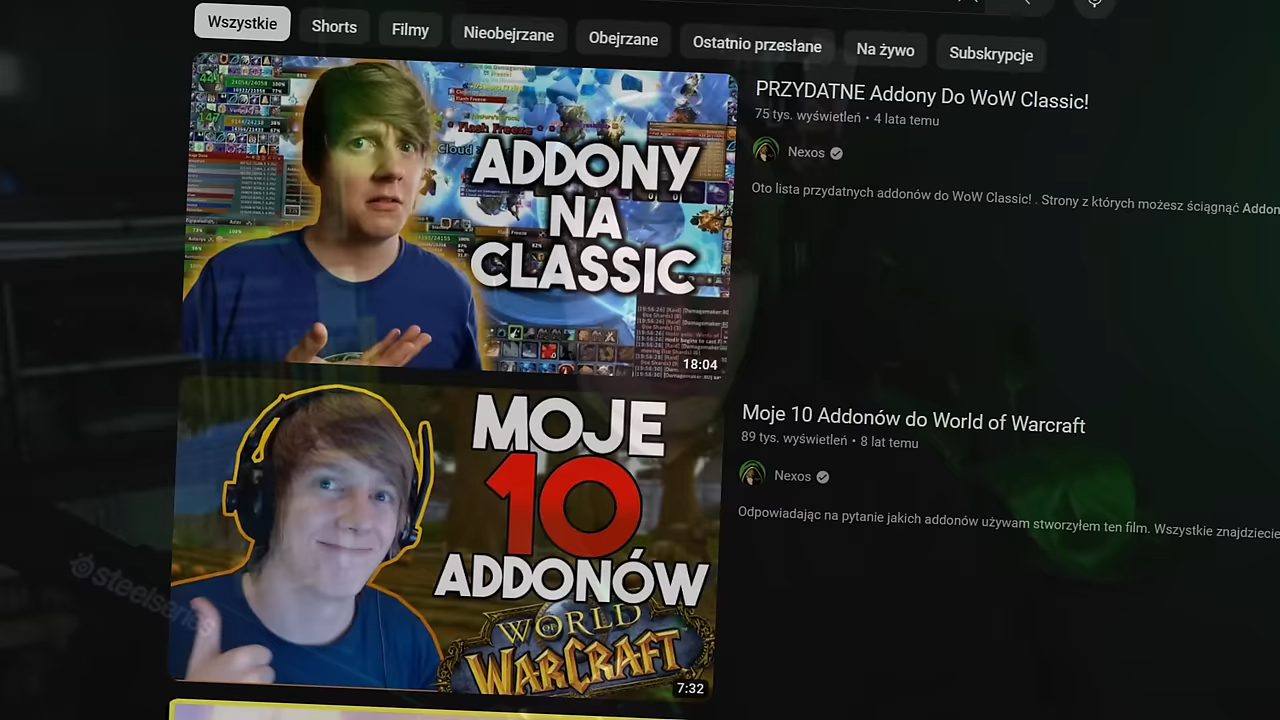 Wszystkie
Shorts
Filmy
Nieobejrzane
Obejrzane
Ostatnio przesłane
Na żywo
Subskrypcje
ADDONY
NA
CLASSIC
18:04
PRZYDATNE Addony Do WoW Classic!
75 tys. wyświetleń • 4 lata temu
Nexos
Oto lista przydatnych addonów do WoW Classic! . Strony z których możesz ściągnąć Addon
MOJE
10
ADDONÓW
WORLD OF
WARCRAFT
7:32
Moje 10 Addonów do World of Warcraft
89 tys. wyświetleń • 8 lat temu
Nexos
Odpowiadając na pytanie jakich addonów używam stworzyłem ten film. Wszystkie znajdziecie
steelseries